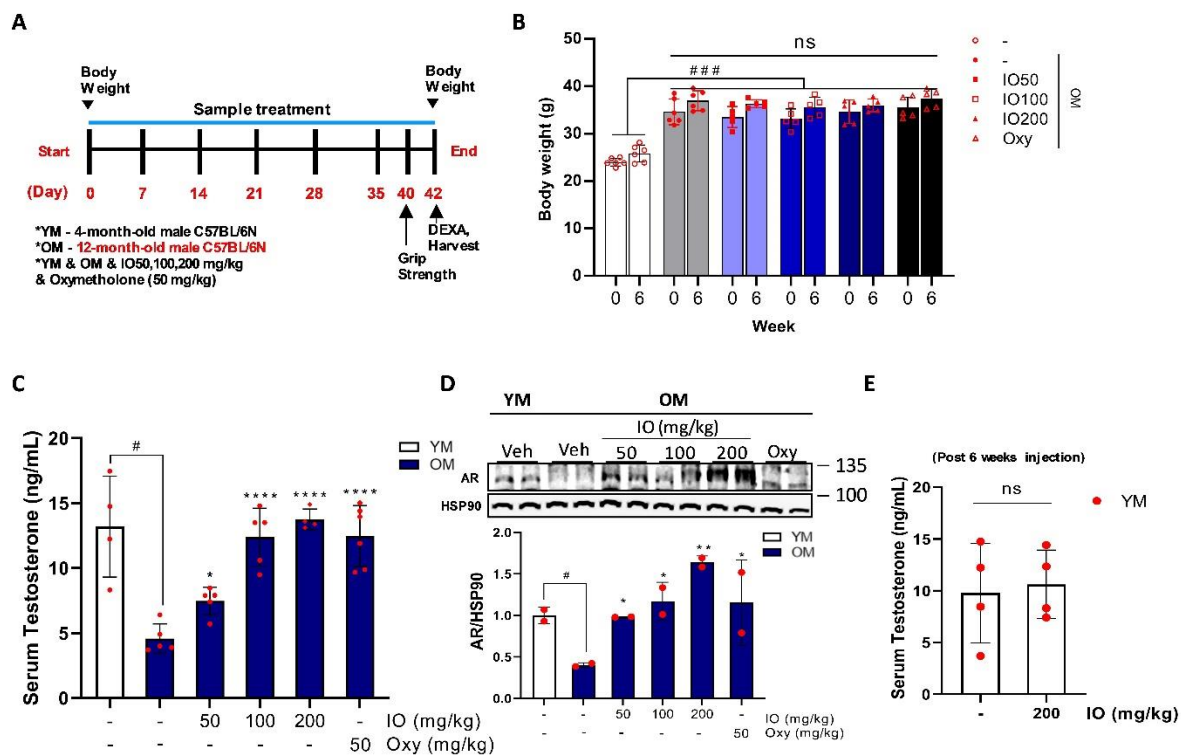 A
Body
Weight
Body
Weight
Sample treatment
Start
End
(Day) 0 7 14 21 28 35 40 42
*YM - 4-month-old male C57BL/6N
*OM - 12-month-old male C57BL/6N
*YM & OM & IO50,100,200 mg/kg
& Oxymetholone (50 mg/kg)
Grip
Strength
DEXA,
Harvest
B
ns
###
Body weight (g)
50
40
30
20
10
0
0 6 0 6 0 6 0 6 0 6 0 6
Week
-
-
IO50
IO100
IO200
Oxy
OM
C
#
* **** **** ****
YM
OM
Serum Testosterone (ng/mL)
20
15
10
5
0
- - 50 100 200 - IO (mg/kg)
- - - - - 50 Oxy (mg/kg)
D
YM OM
IO (mg/kg)
Veh Veh 50 100 200 Oxy
AR
HSP90
135
100
YM
OM
#
* * ** *
AR/HSP90
2.0
1.5
1.0
0.5
0.0
- - 50 100 200 - IO (mg/kg)
- - - - - 50 Oxy (mg/kg)
E
(Post 6 weeks injection)
ns
YM
Serum Testosterone (ng/mL)
20
15
10
5
0
- 200 IO (mg/kg)